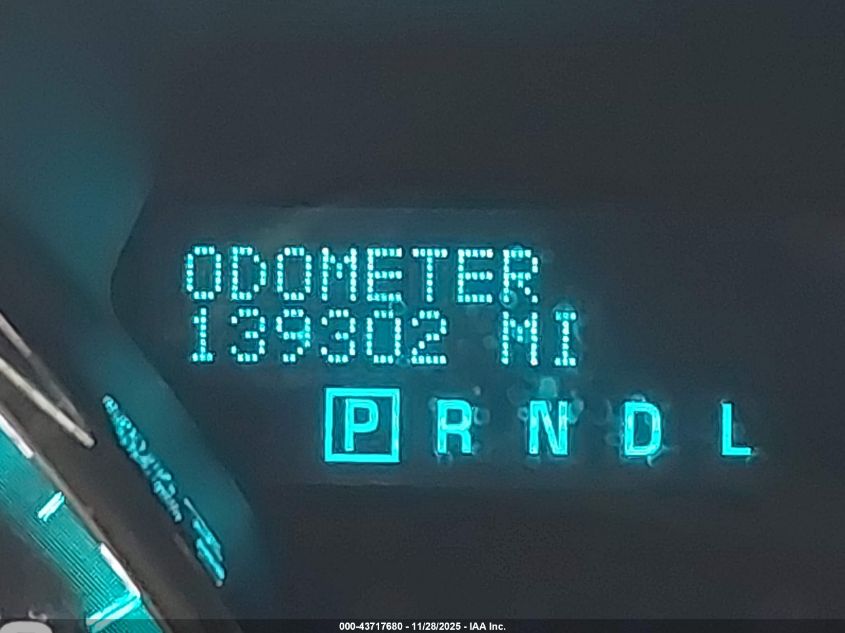 ODOMETER
139302 MI
P R N D L
000-43717680 - 11/28/2025 - IAA Inc.